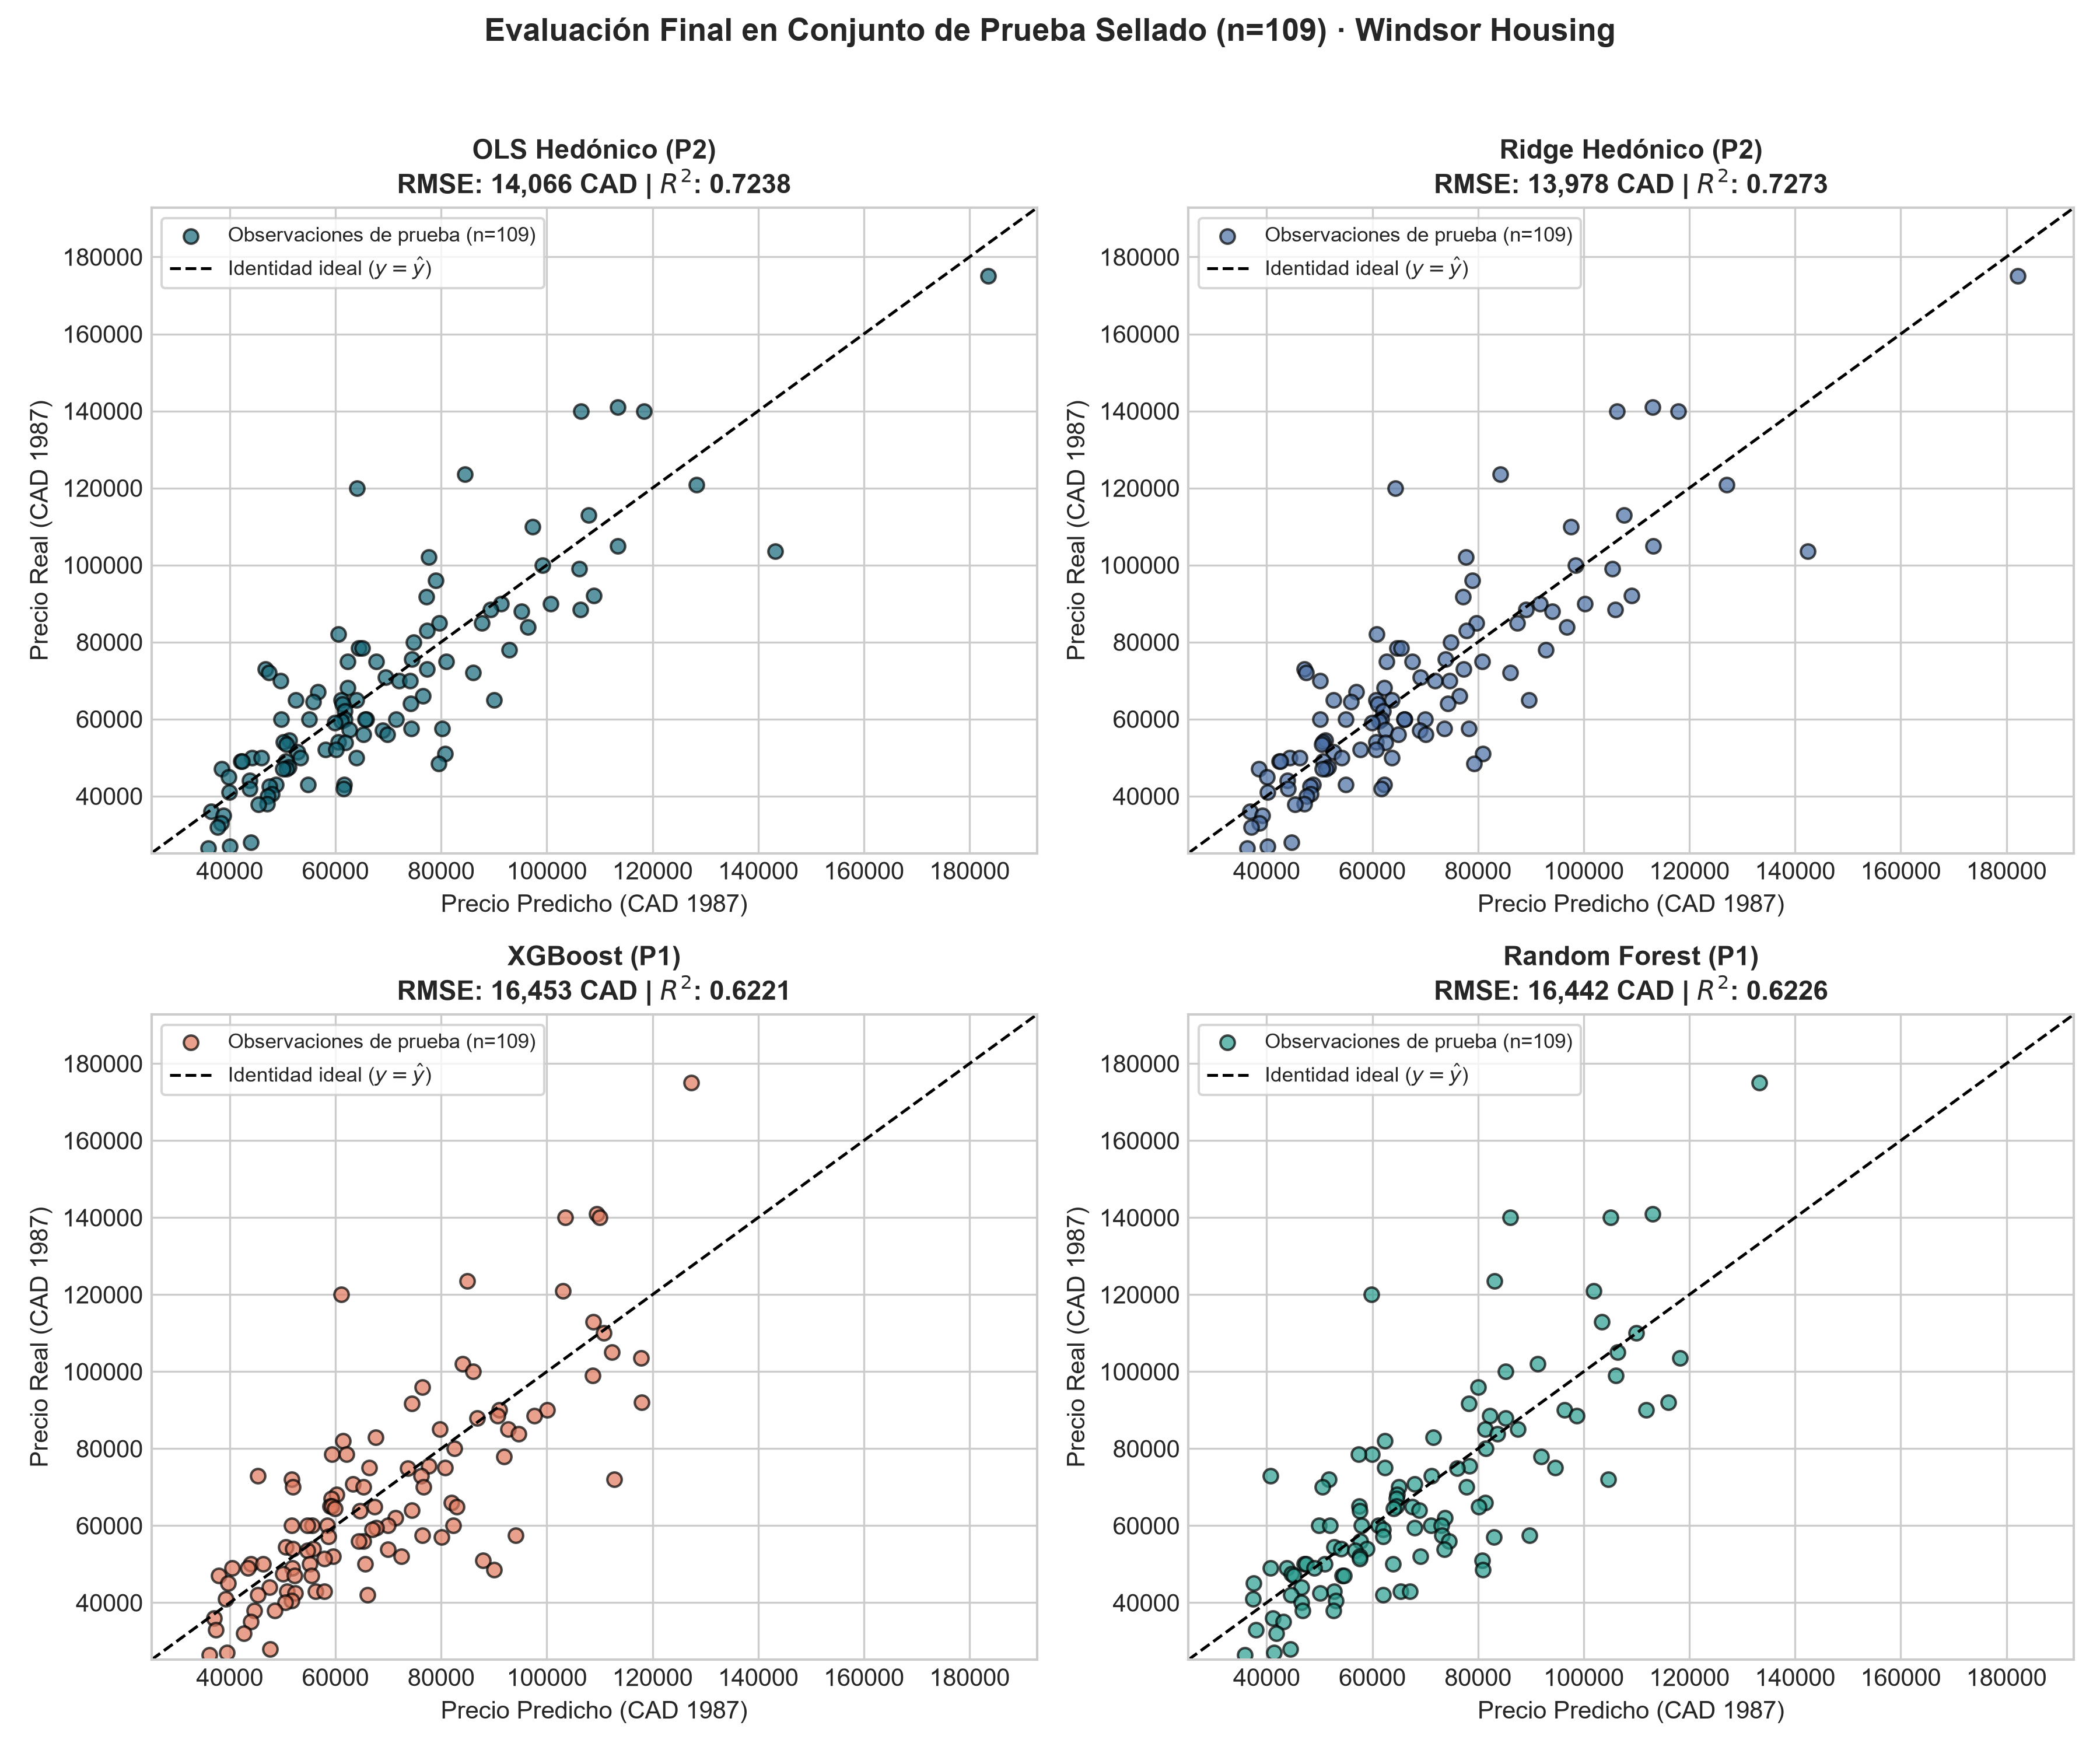 Evaluación Final en Conjunto de Prueba Sellado (n=109) · Windsor Housing
OLS Hedónico (P2)
RMSE: 14,066 CAD | R²: 0.7238
Observaciones de prueba (n=109)
Identidad ideal (y = ŷ)
Precio Real (CAD 1987)
180000
160000
140000
120000
100000
80000
60000
40000
40000 60000 80000 100000 120000 140000 160000 180000
Precio Predicho (CAD 1987)
Ridge Hedónico (P2)
RMSE: 13,978 CAD | R²: 0.7273
Observaciones de prueba (n=109)
Identidad ideal (y = ŷ)
Precio Real (CAD 1987)
180000
160000
140000
120000
100000
80000
60000
40000
40000 60000 80000 100000 120000 140000 160000 180000
Precio Predicho (CAD 1987)
XGBoost (P1)
RMSE: 16,453 CAD | R²: 0.6221
Observaciones de prueba (n=109)
Identidad ideal (y = ŷ)
Precio Real (CAD 1987)
180000
160000
140000
120000
100000
80000
60000
40000
40000 60000 80000 100000 120000 140000 160000 180000
Precio Predicho (CAD 1987)
Random Forest (P1)
RMSE: 16,442 CAD | R²: 0.6226
Observaciones de prueba (n=109)
Identidad ideal (y = ŷ)
Precio Real (CAD 1987)
180000
160000
140000
120000
100000
80000
60000
40000
40000 60000 80000 100000 120000 140000 160000 180000
Precio Predicho (CAD 1987)